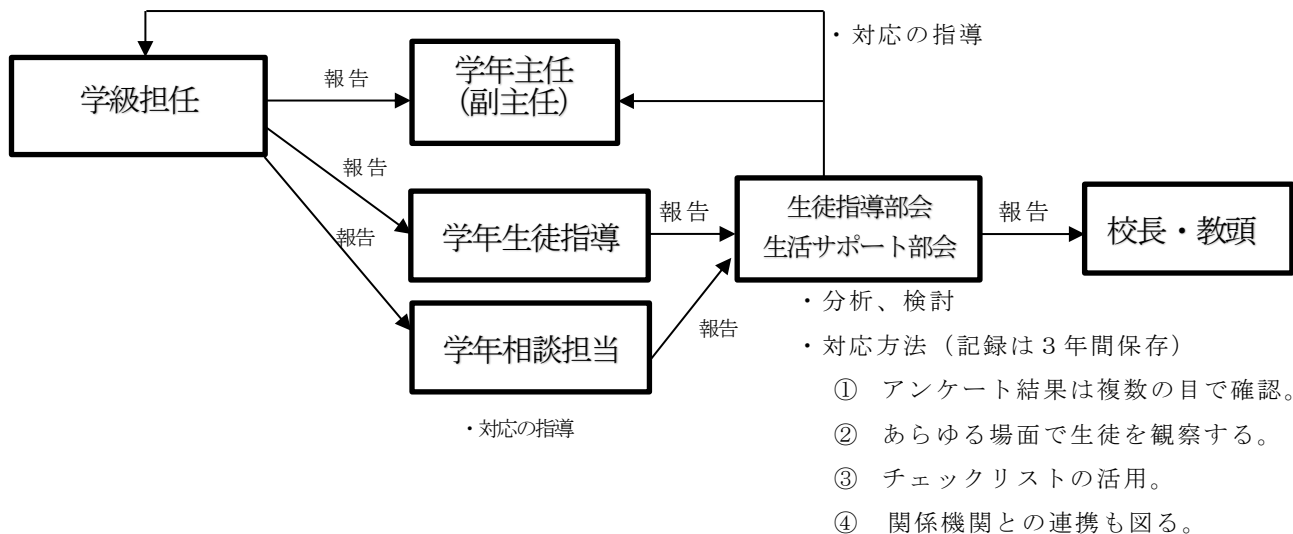 ・対応の指導
学級担任
報告
学年主任
(副主任)
報告
報告
学年生徒指導
報告
生徒指導部会
生活サポート部会
報告
校長・教頭
学年相談担当
報告
・対応の指導
・分析、検討
・対応方法（記録は３年間保存）
① アンケート結果は複数の目で確認。
② あらゆる場面で生徒を観察する。
③ チェックリストの活用。
④ 関係機関との連携も図る。